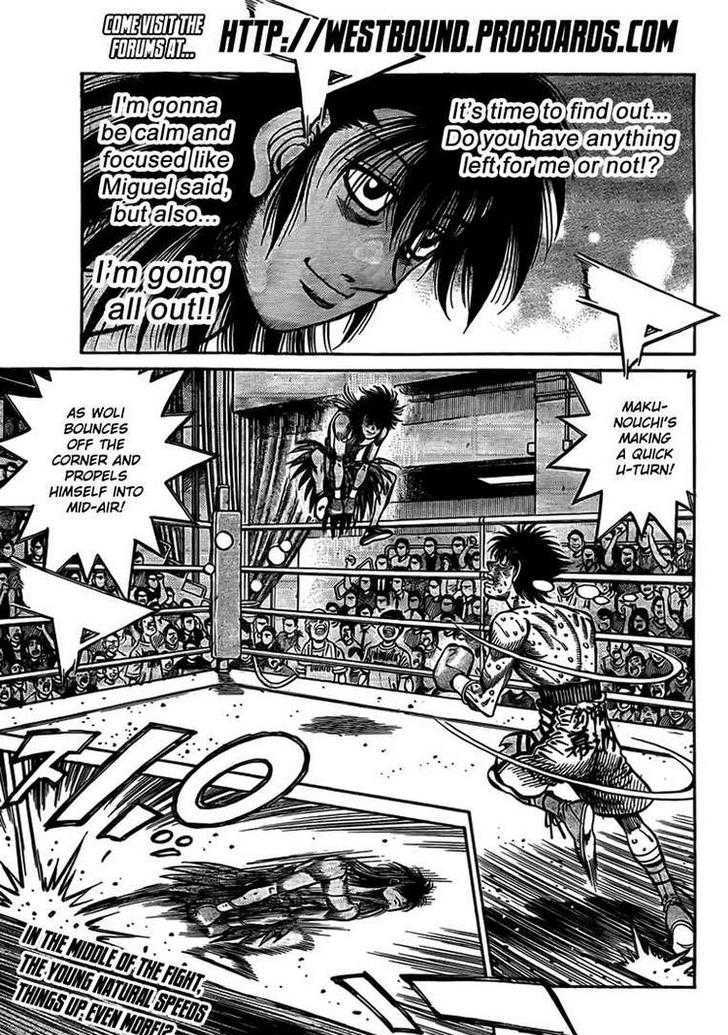 COME VISIT THE
FORUMS AT...
HTTP://WESTBOUND.PROBOARDS.COM
I'm gonna
be calm and
focused like
Miguel said,
but also...
I'm going
all out!!
It's time to find out...
Do you have anything
left for me or not!?
AS WOLI
BOUNCES
OFF THE
CORNER AND
PROPELS
HIMSELF INTO
MID-AIR!
MAKU-
NOUCHI'S
MAKING
A QUICK
U-TURN!
IN THE MIDDLE OF THE FIGHT,
THE YOUNG NATURAL SPEEDS
THINGS UP EVEN MORE!?